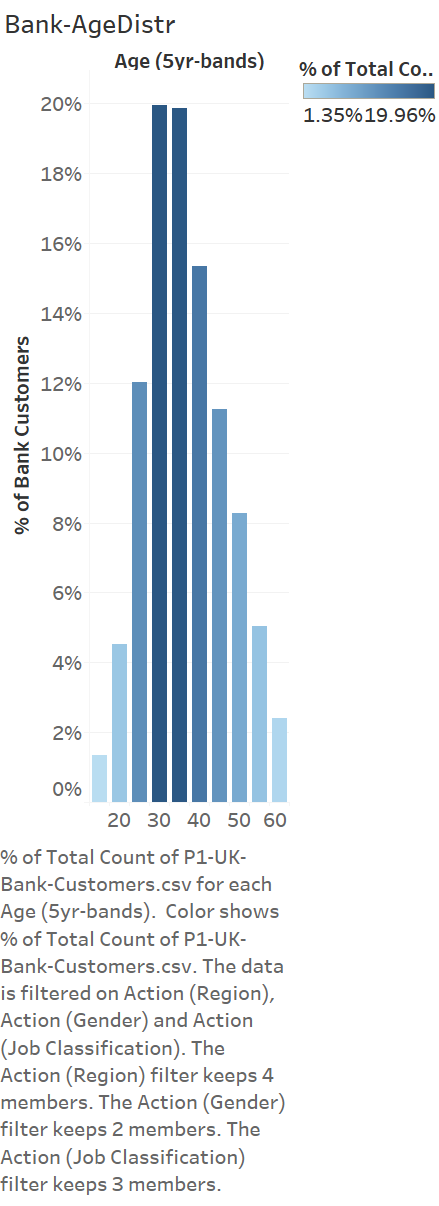 Bank-AgeDistr
Age (5yr-bands)
% of Total Co..
1.35% 19.96%
20%
18%
16%
14%
12%
10%
8%
6%
4%
2%
0%
% of Bank Customers
20 30 40 50 60
% of Total Count of P1-UK-
Bank-Customers.csv for each
Age (5yr-bands).  Color shows
% of Total Count of P1-UK-
Bank-Customers.csv. The data
is filtered on Action (Region),
Action (Gender) and Action
(Job Classification). The
Action (Region) filter keeps 4
members. The Action (Gender)
filter keeps 2 members. The
Action (Job Classification)
filter keeps 3 members.